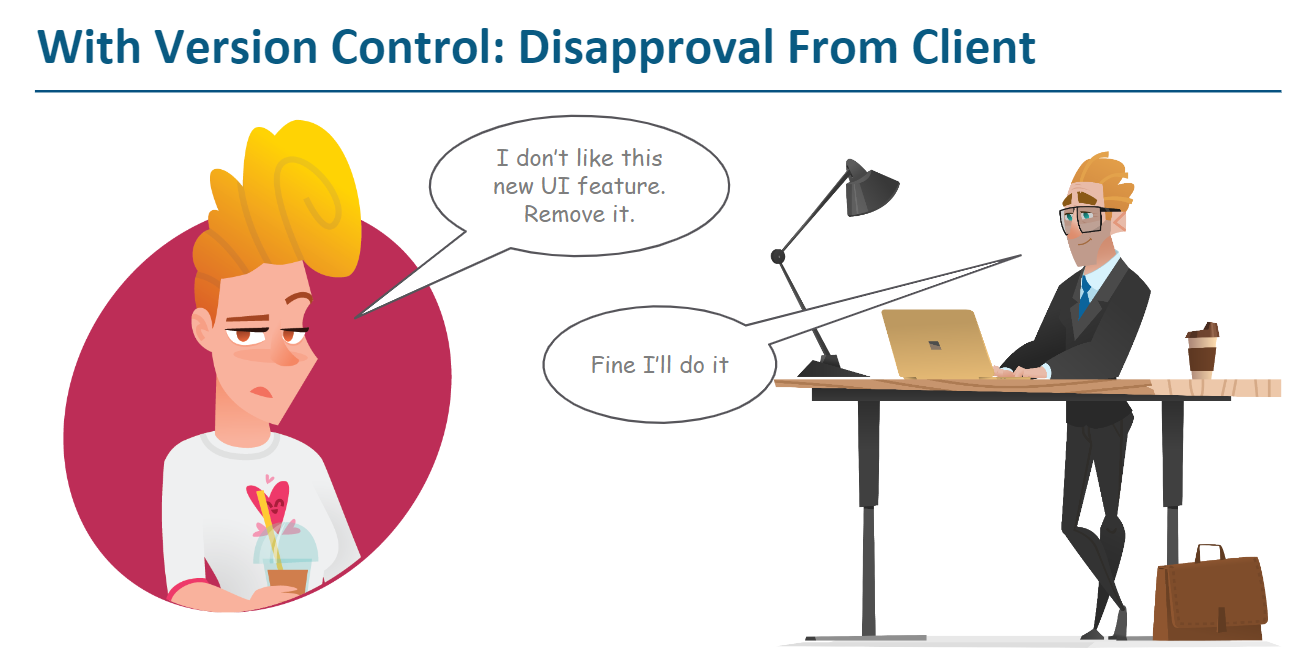 With Version Control: Disapproval From Client
I don't like this
new UI feature.
Remove it.
Fine I'll do it